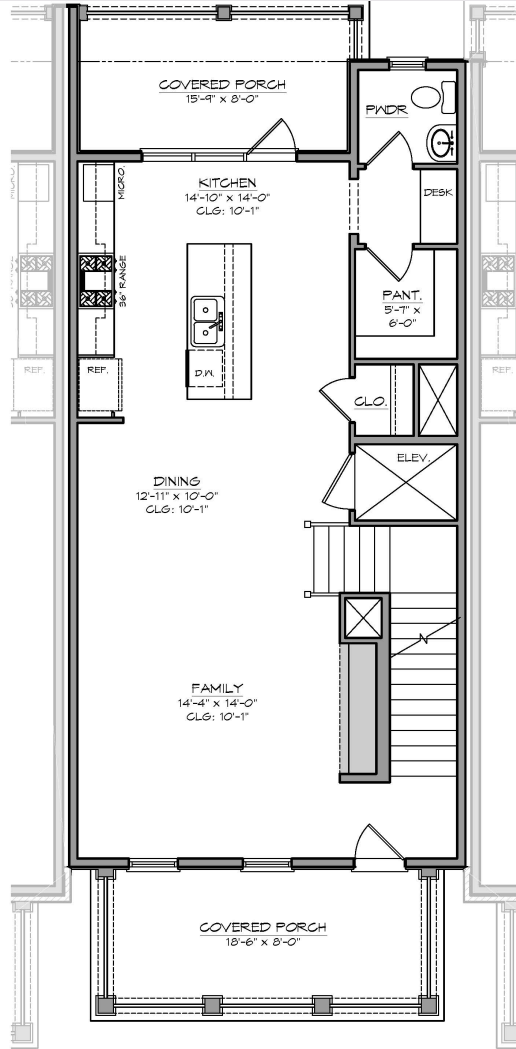 COVERED PORCH
15'-9" x 8'-0"
PWDR
MICRO.
KITCHEN
14'-10" x 14'-0"
CLG: 10'-1"
DESK
36" RANGE
PANT.
5'-7" x
6'-0"
REF.
REF.
REF.
D.W.
CLO.
ELEV.
DINING
12'-11" x 10'-0"
CLG: 10'-1"
N
FAMILY
14'-4" x 14'-0"
CLG: 10'-1"
COVERED PORCH
18'-6" x 8'-0"